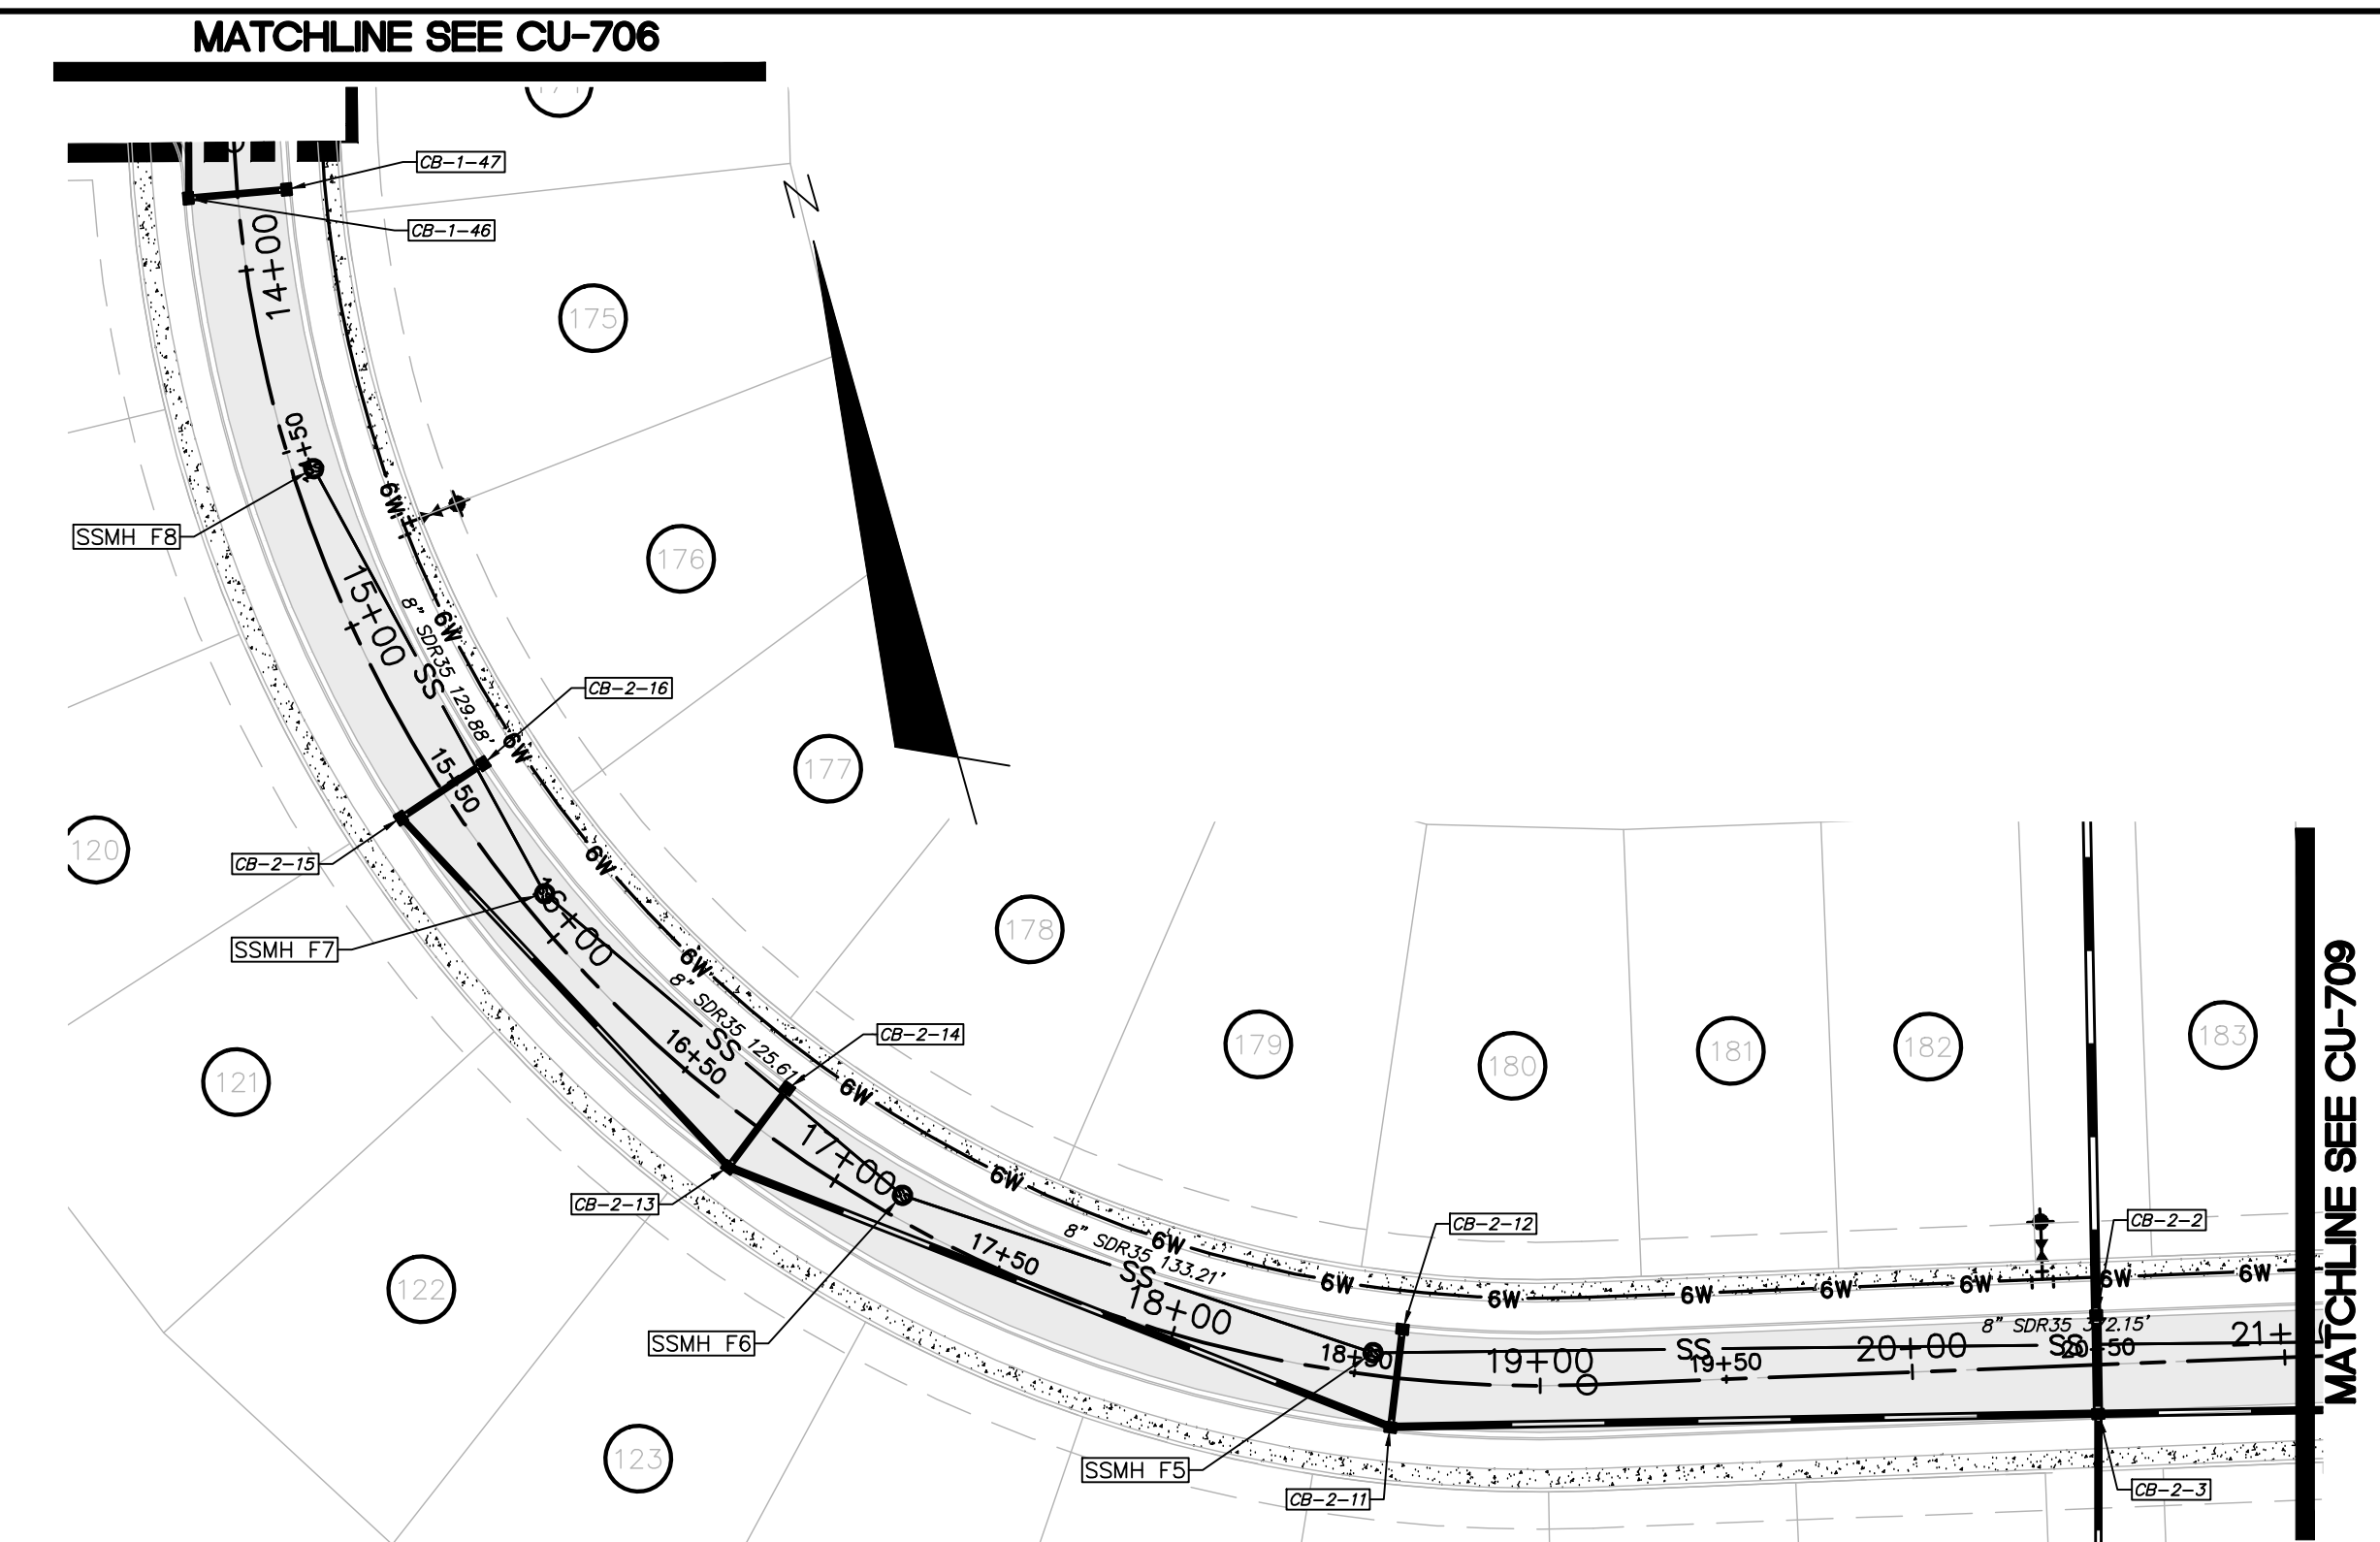 MATCHLINE SEE CU-706
CB-1-47
CB-1-46
N
14+00
175
14+50
6W
SSMH F8
176
15+00
8" SDR35 129.88'
6W
SS
CB-2-16
6W
15+50
177
120
CB-2-15
6W
16+00
SSMH F7
178
6W
8" SDR35 125.61'
SS
16+50
CB-2-14
179
180
181
182
183
MATCHLINE SEE CU-709
121
6W
17+00
6W
CB-2-13
CB-2-12
CB-2-2
8" SDR35 133.21'
6W
17+50
SS
122
18+00
6W
6W
6W
6W
6W
6W
6W
SSMH F6
8" SDR35 372.15'
18+50
19+00
SS
19+50
20+00
SS
20+50
123
SSMH F5
CB-2-11
CB-2-3